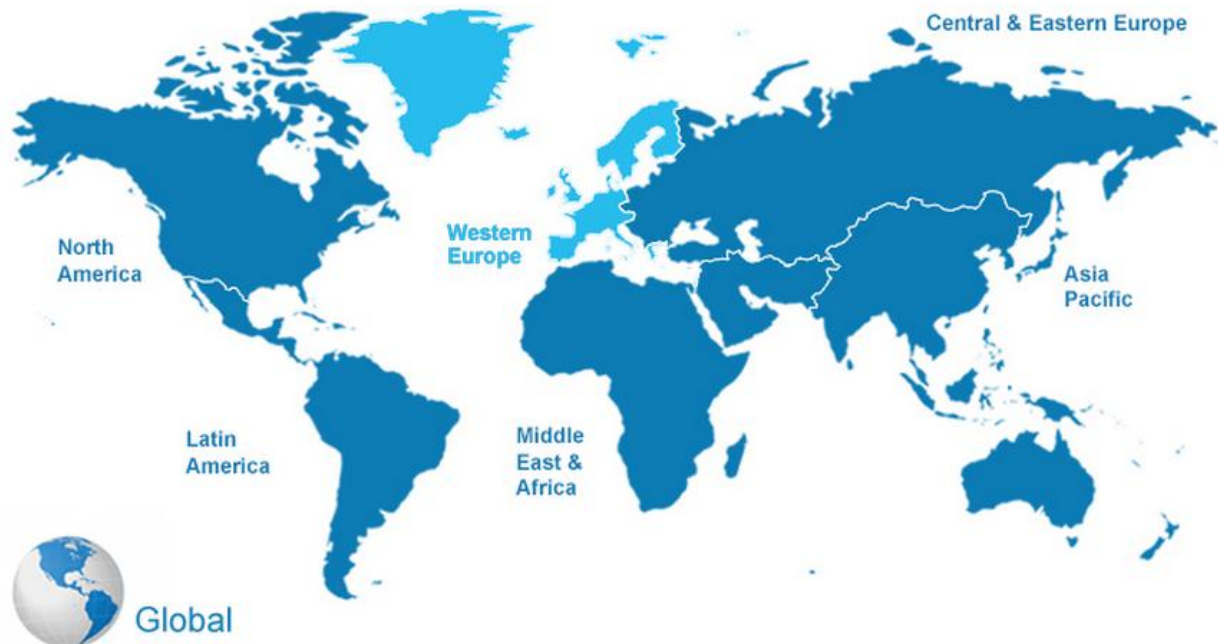 Central & Eastern Europe
Western
Europe
North
America
Asia
Pacific
Latin
America
Middle
East &
Africa
Global